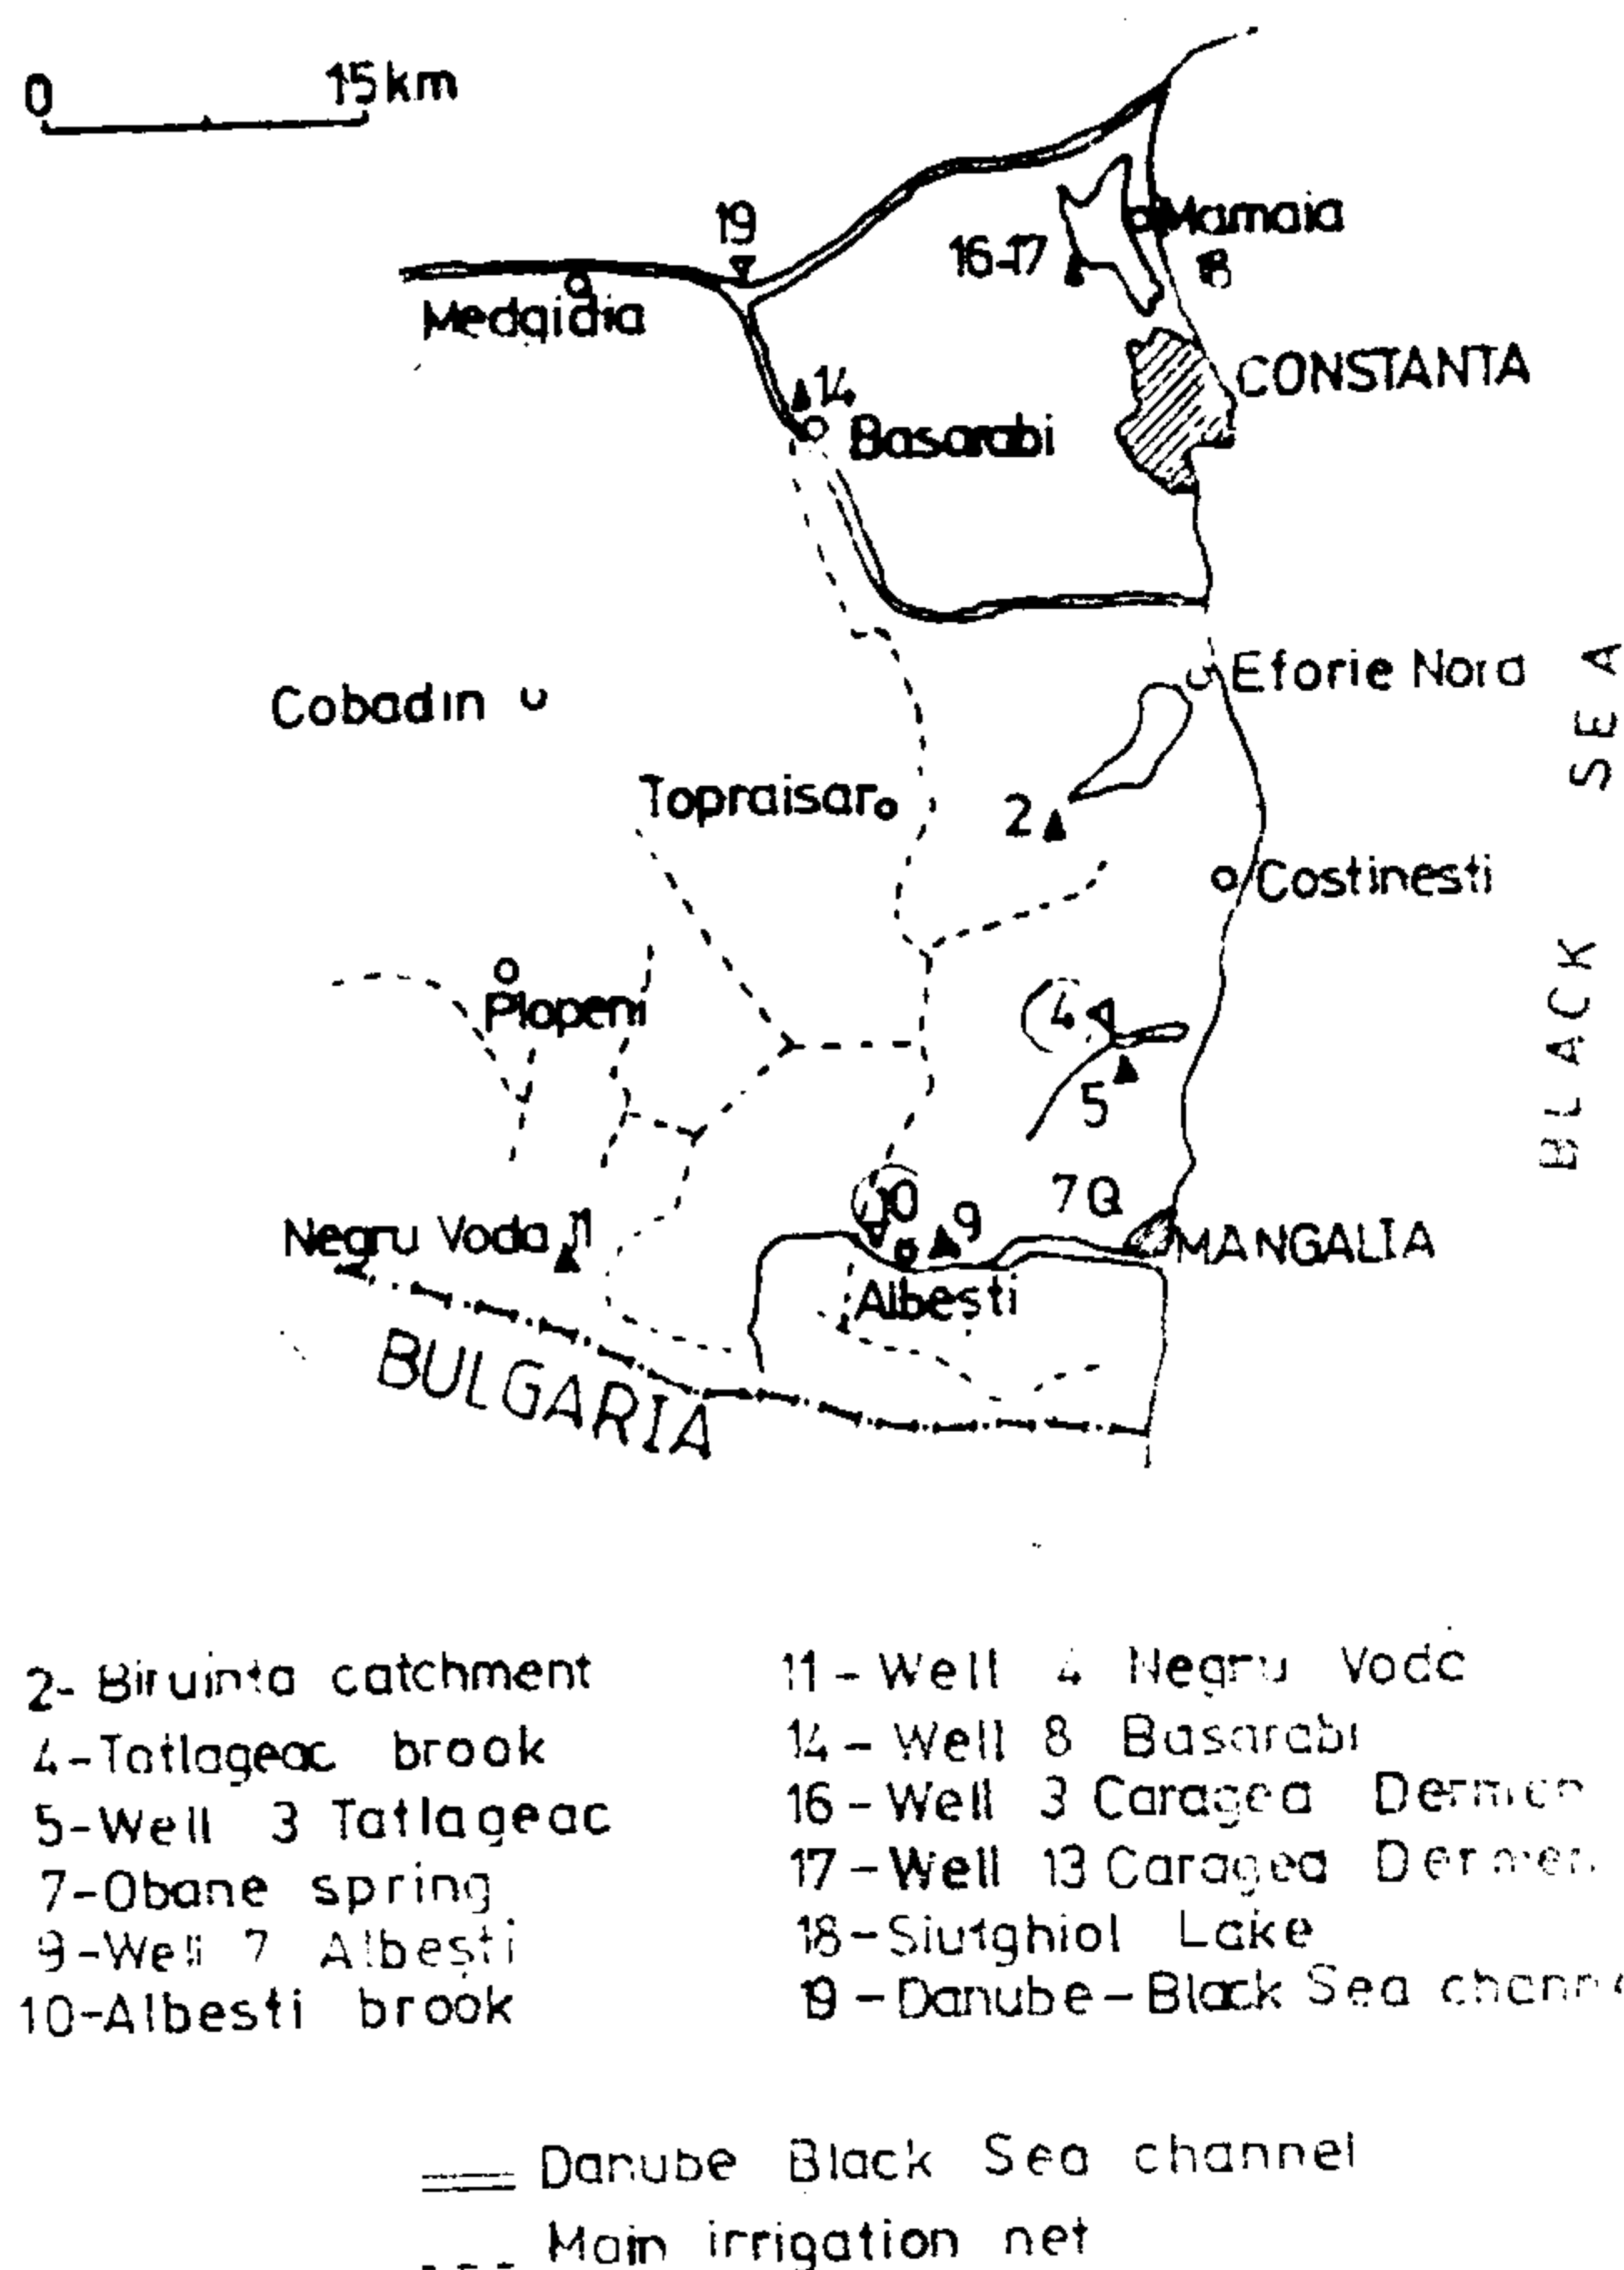 0 15km
19
Mamaia
16-17
18
Medgidia
14
CONSTANTA
Basarabi
Eforie Nord
Cobadin
BLACK SEA
Topraisar
2
Costinesti
Plopeni
4
5
10
7
9
11
Negru Voda
MANGALIA
Albeşti
BULGARIA
2- Biruinta catchment
4-Tatlageac brook
5-Well 3 Tatlageac
7-Obane spring
9-Well 7 Albeşti
10-Albesti brook
11- Well 4 Negru Voda
14- Well 8 Basarabi
16- Well 3 Caragea Dermen
17- Well 13 Caragea Dermen
18-Siutghiol Lake
19-Danube-Black Sea
Danube Black Sea channel
Main irrigation net